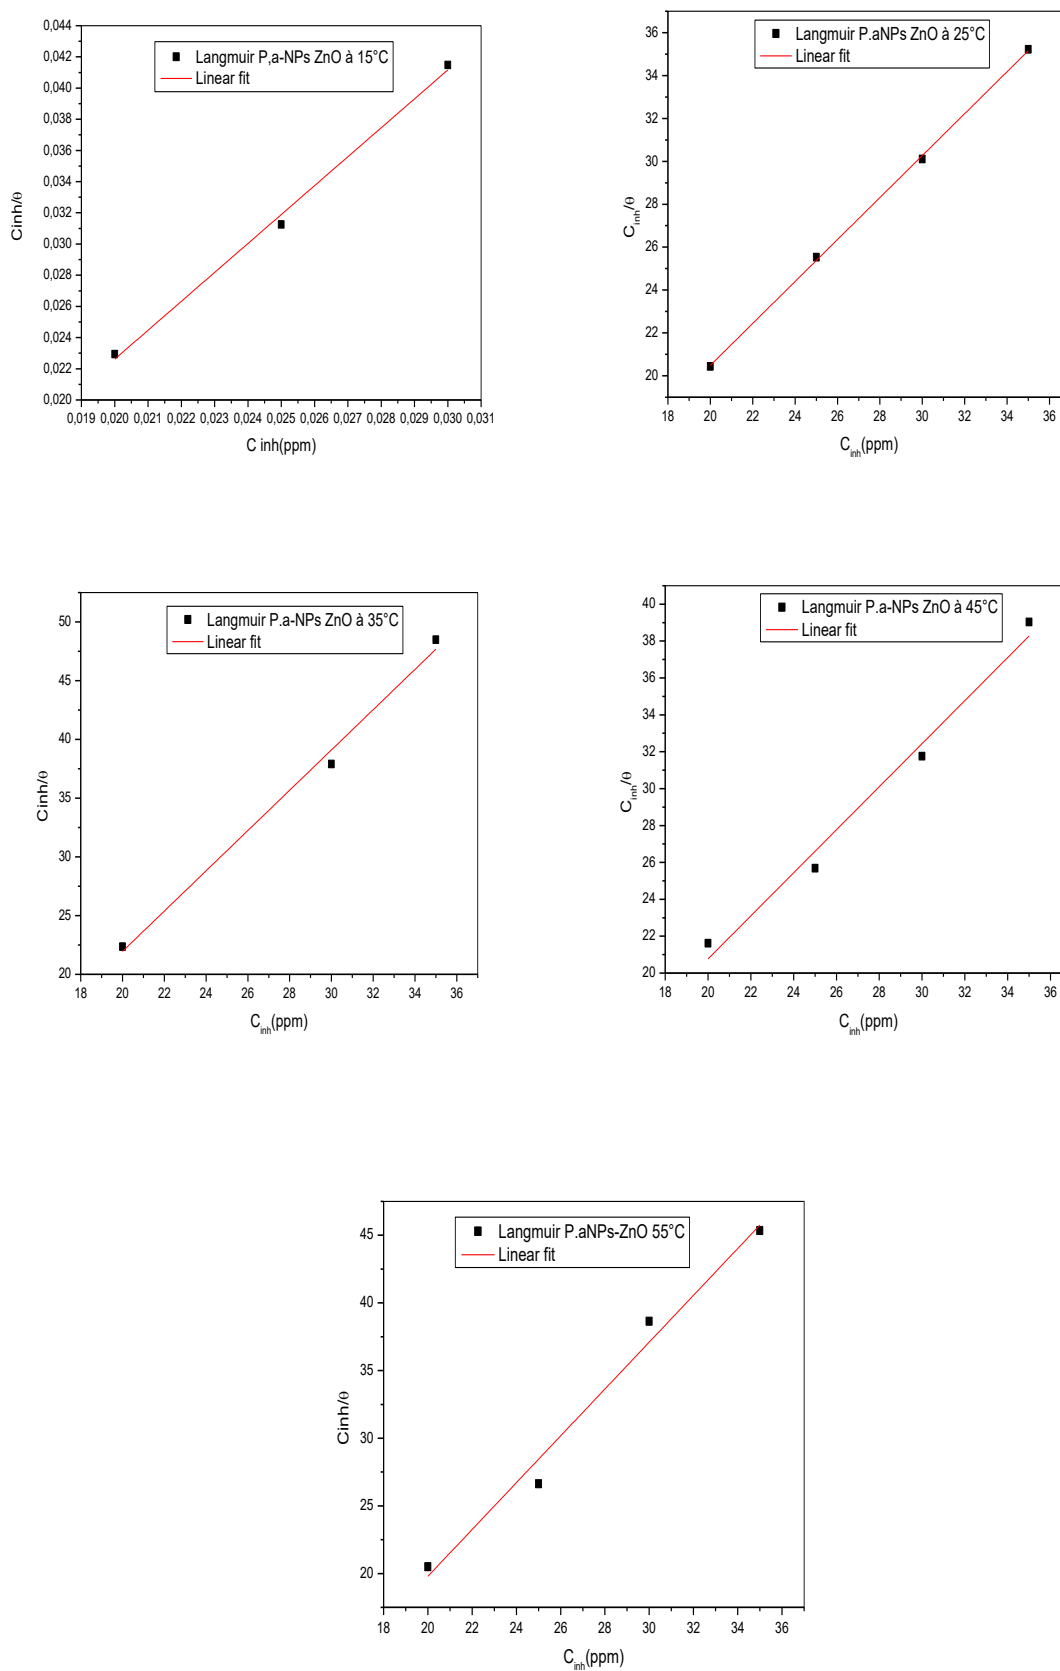 0,044
0,042
0,040
0,038
0,036
0,034
0,032
0,030
0,028
0,026
0,024
0,022
0,020
Cinh/θ
Langmuir P,a-NPs ZnO à 15°C
Linear fit
0,019 0,020 0,021 0,022 0,023 0,024 0,025 0,026 0,027 0,028 0,029 0,030 0,031
C inh(ppm)
36
34
32
30
28
26
24
22
20
C_inh/θ
Langmuir P.aNPs ZnO à 25°C
Linear fit
18 20 22 24 26 28 30 32 34 36
C_inh(ppm)
50
45
40
35
30
25
20
Cinh/θ
Langmuir P.a-NPs ZnO à 35°C
Linear fit
18 20 22 24 26 28 30 32 34 36
C_inh(ppm)
40
38
36
34
32
30
28
26
24
22
20
C_inh/θ
Langmuir P.a-NPs ZnO à 45°C
Linear fit
18 20 22 24 26 28 30 32 34 36
C_inh(ppm)
45
40
35
30
25
20
Cinh/θ
Langmuir P.aNPs-ZnO 55°C
Linear fit
18 20 22 24 26 28 30 32 34 36
C_inh(ppm)